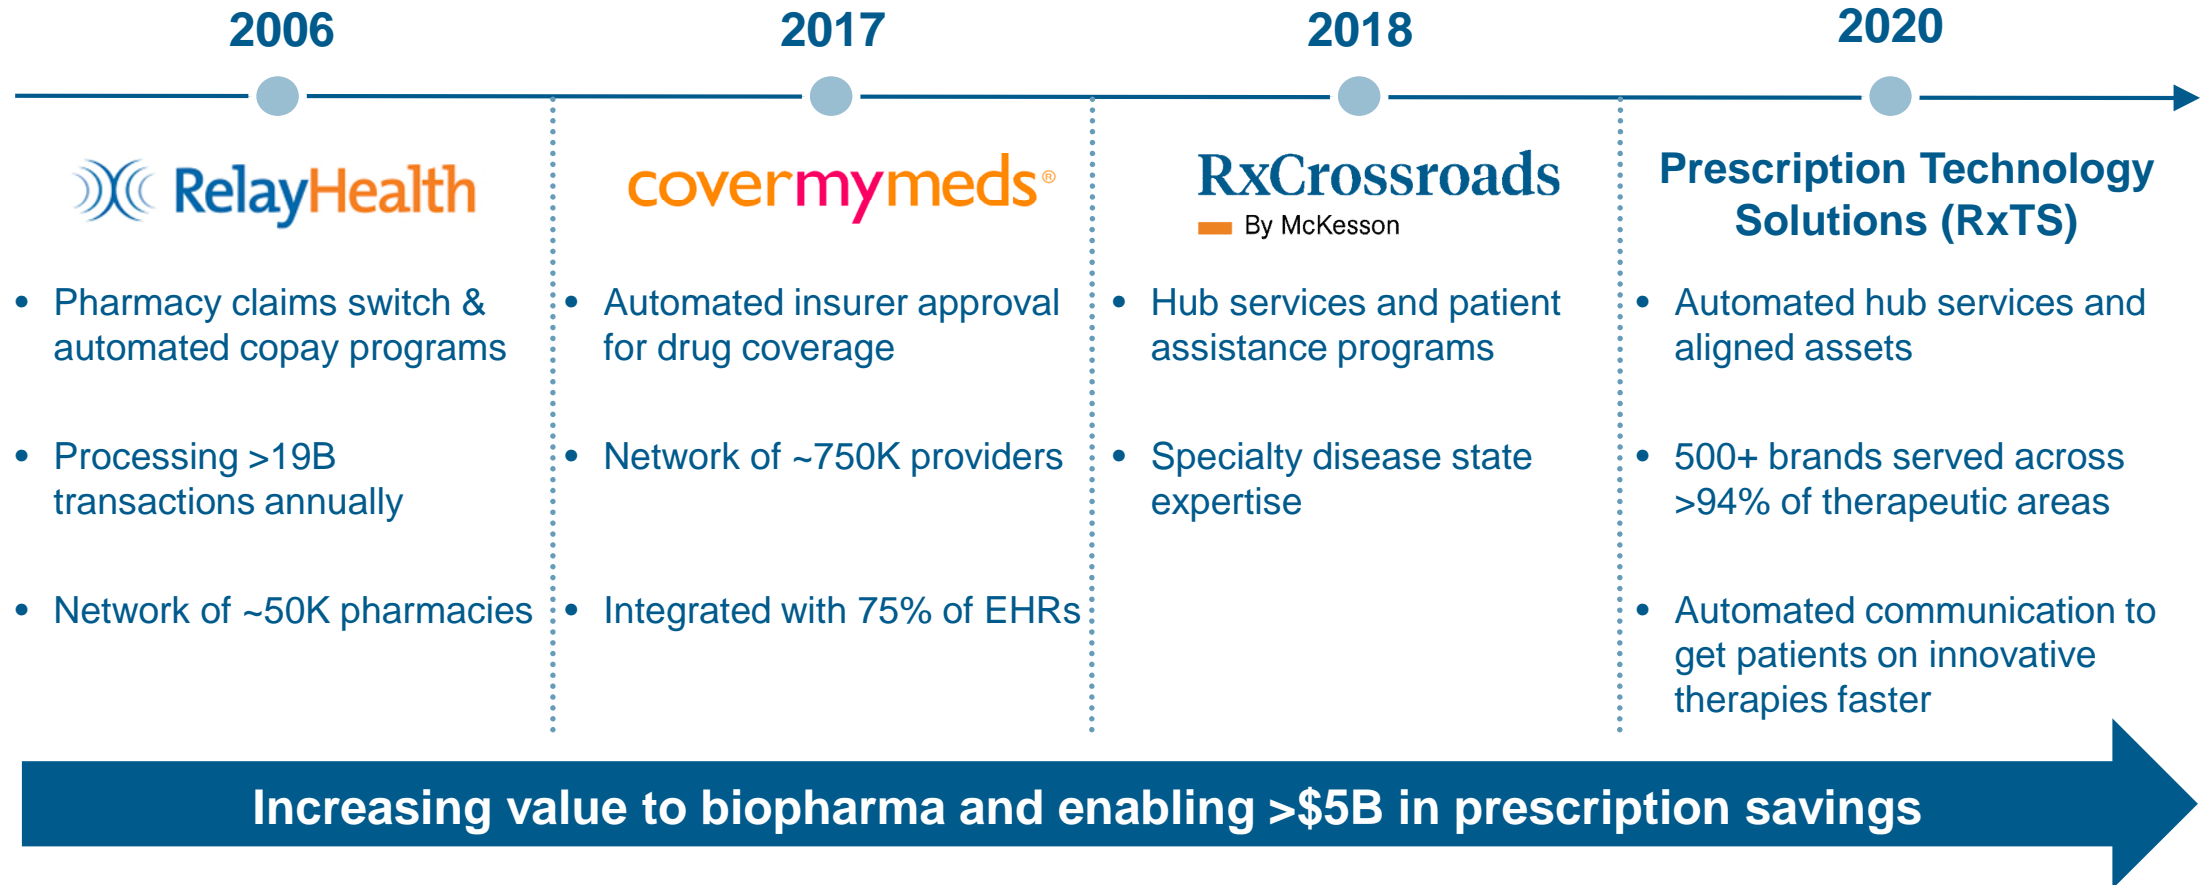 2006
2017
2018
2020
RelayHealth
• Pharmacy claims switch &
automated copay programs
• Processing >19B
transactions annually
• Network of ~50K pharmacies
covermymeds®
• Automated insurer approval
for drug coverage
• Network of ~750K providers
• Integrated with 75% of EHRs
RxCrossroads
By McKesson
• Hub services and patient
assistance programs
• Specialty disease state
expertise
Prescription Technology
Solutions (RxTS)
• Automated hub services and
aligned assets
• 500+ brands served across
>94% of therapeutic areas
• Automated communication to
get patients on innovative
therapies faster
Increasing value to biopharma and enabling >$5B in prescription savings